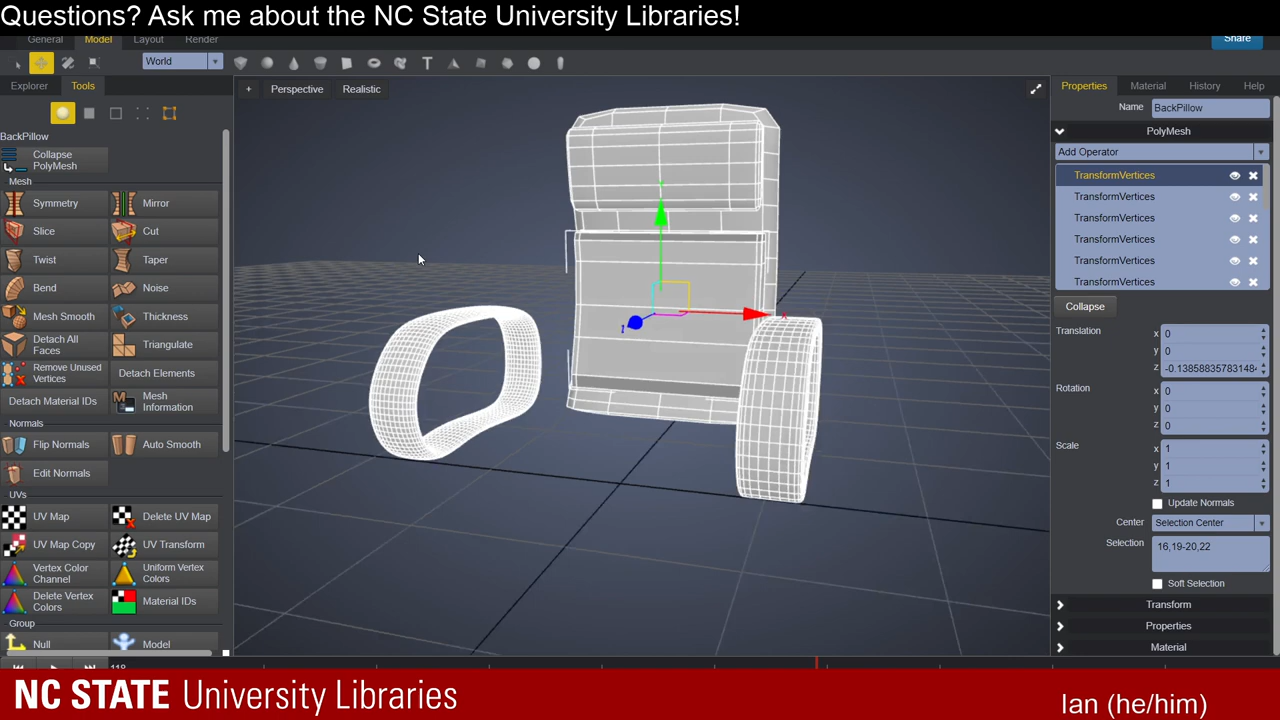 Questions? Ask me about the NC State University Libraries!
General Model Layout Render Share
World
Explorer Tools
+ Perspective Realistic
Properties Material History Help
BackPillow
Name BackPillow
Collapse PolyMesh
PolyMesh
Add Operator
Mesh
TransformVertices
Symmetry Mirror
TransformVertices
Slice Cut
TransformVertices
TransformVertices
Twist Taper
TransformVertices
Bend Noise
TransformVertices
Mesh Smooth Thickness
Collapse
Detach All Faces Triangulate
Translation x 0
y 0
z -0.138588357831484
Remove Unused Vertices Detach Elements
Rotation x 0
y 0
z 0
Detach Material IDs Mesh Information
Normals
Flip Normals Auto Smooth
Scale x 1
y 1
z 1
Edit Normals
Update Normals
UVs
UV Map Delete UV Map
Center Selection Center
UV Map Copy UV Transform
Selection 16,19-20,22
Vertex Color Channel Uniform Vertex Colors
Soft Selection
Delete Vertex Colors Material IDs
Transform
Group
Properties
Null Model
Material
118
NC STATE University Libraries
Ian (he/him)